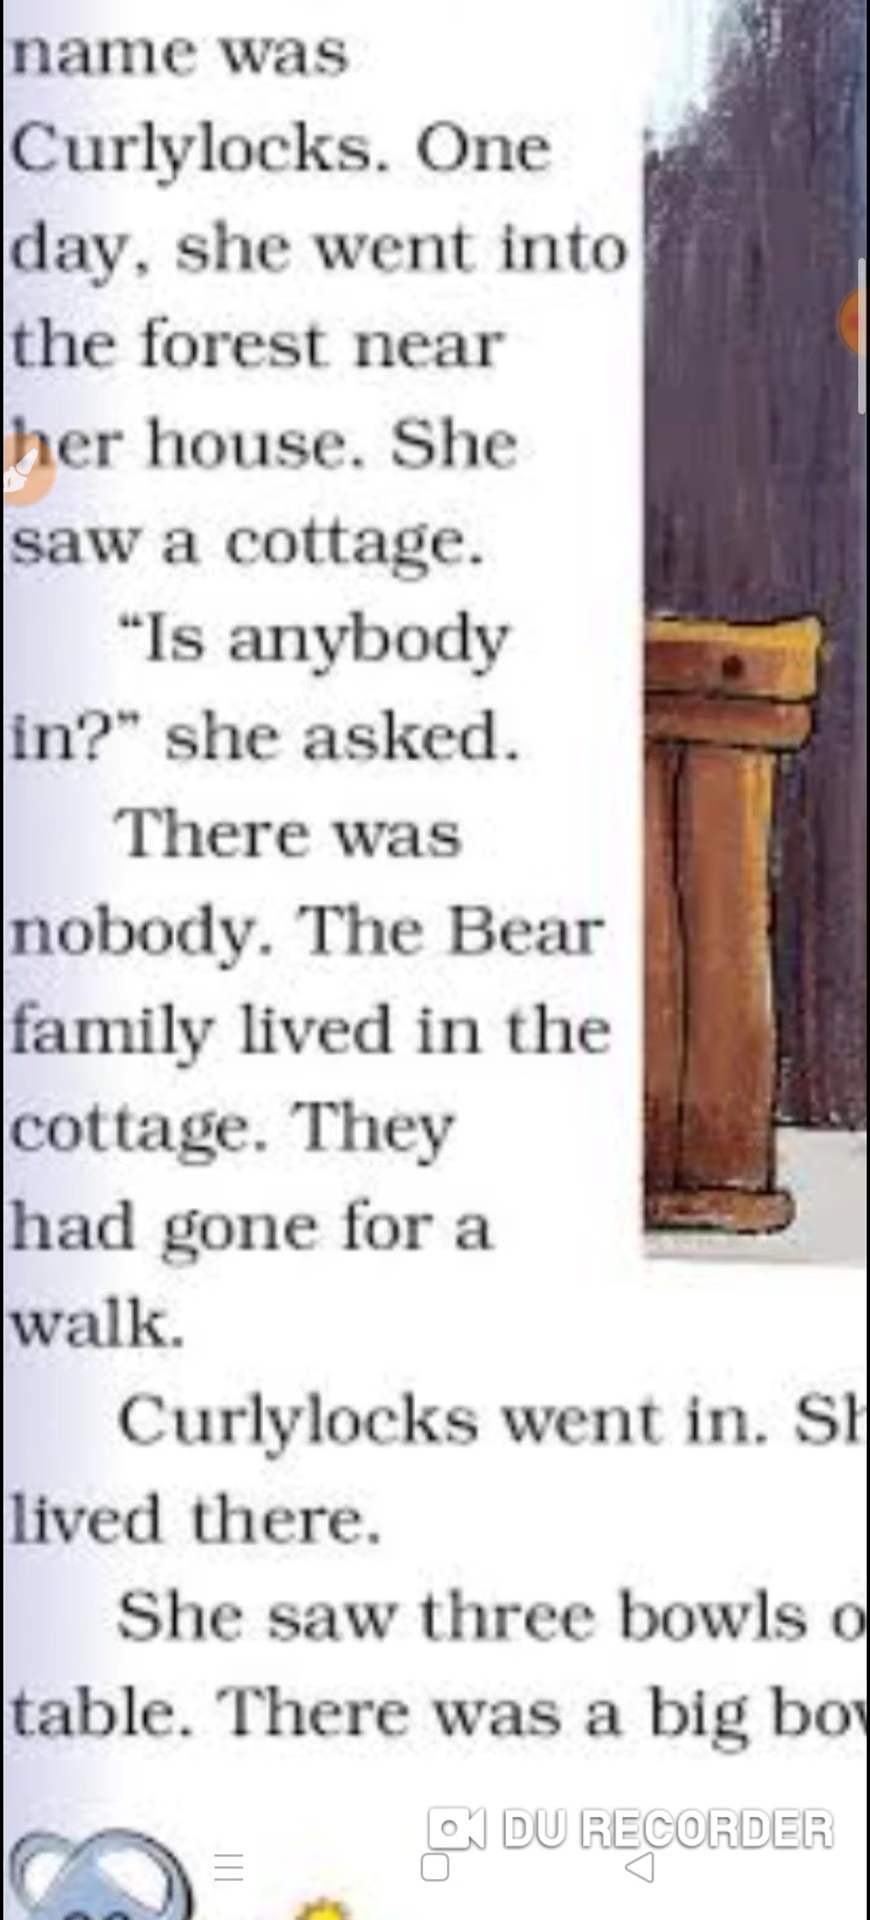 name was
Curlylocks. One
day, she went into
the forest near
her house. She
saw a cottage.
“Is anybody
in?” she asked.
There was
nobody. The Bear
family lived in the
cottage. They
had gone for a
walk.
Curlylocks went in.
lived there.
She saw three bowls
table. There was a big
DU RECORDER